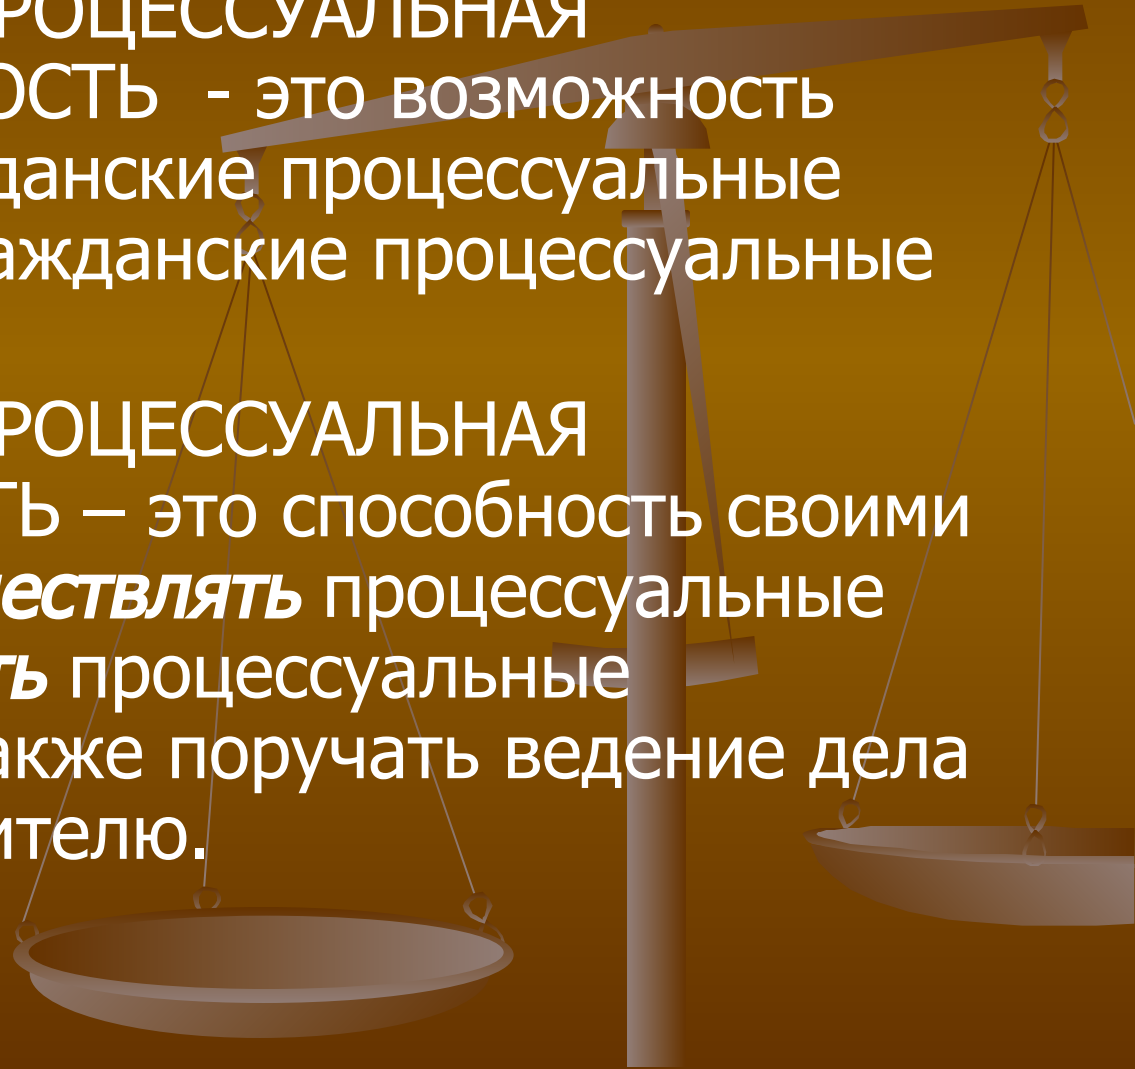 РОЦЕССУАЛЬНАЯ
ОСТЬ - это возможность
данские процессуальные
ажданские процессуальные
РОЦЕССУАЛЬНАЯ
ТЬ – это способность своими
ествлять процессуальные
ть процессуальные
акже поручать ведение дела
ителю.